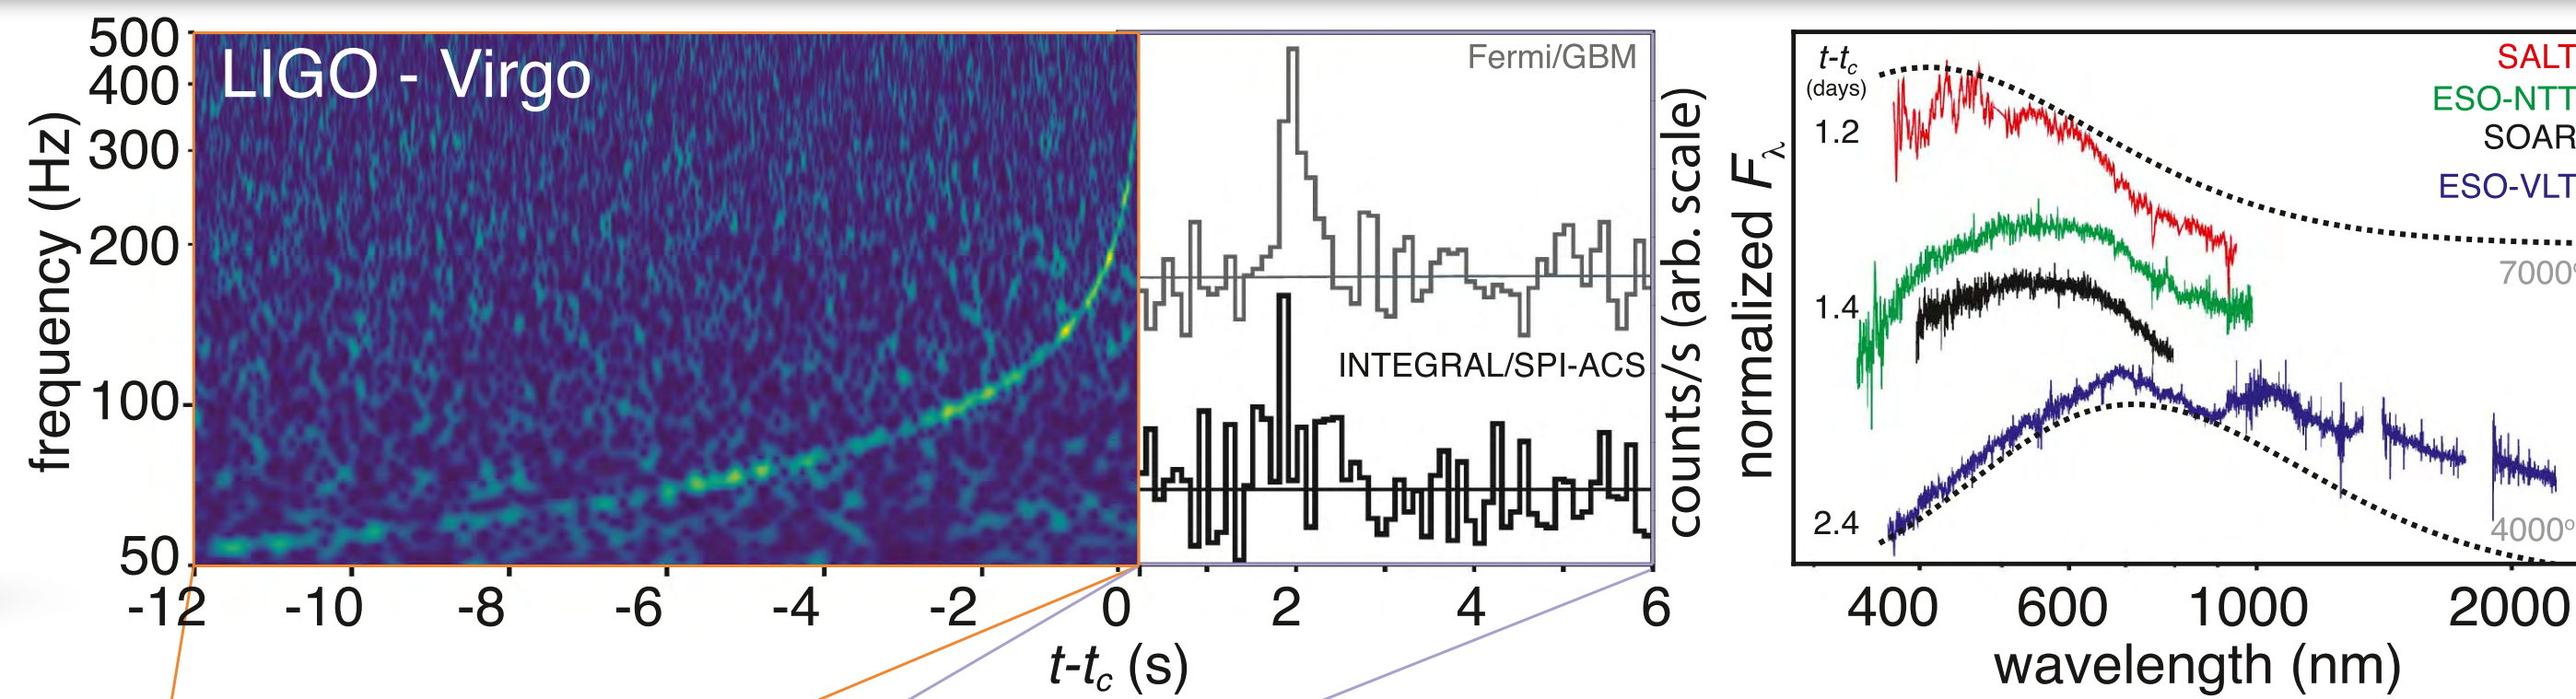 LIGO - Virgo
frequency (Hz)
500
400
300
200
100
50
-12 -10 -8 -6 -4 -2 0 2 4 6
t-tc (s)
Fermi/GBM
INTEGRAL/SPI-ACS
counts/s (arb. scale)
normalized Fλ
t-tc
(days)
1.2
1.4
2.4
SALT
ESO-NTT
SOAR
ESO-VLT
7000°
4000°
400 600 1000 2000
wavelength (nm)